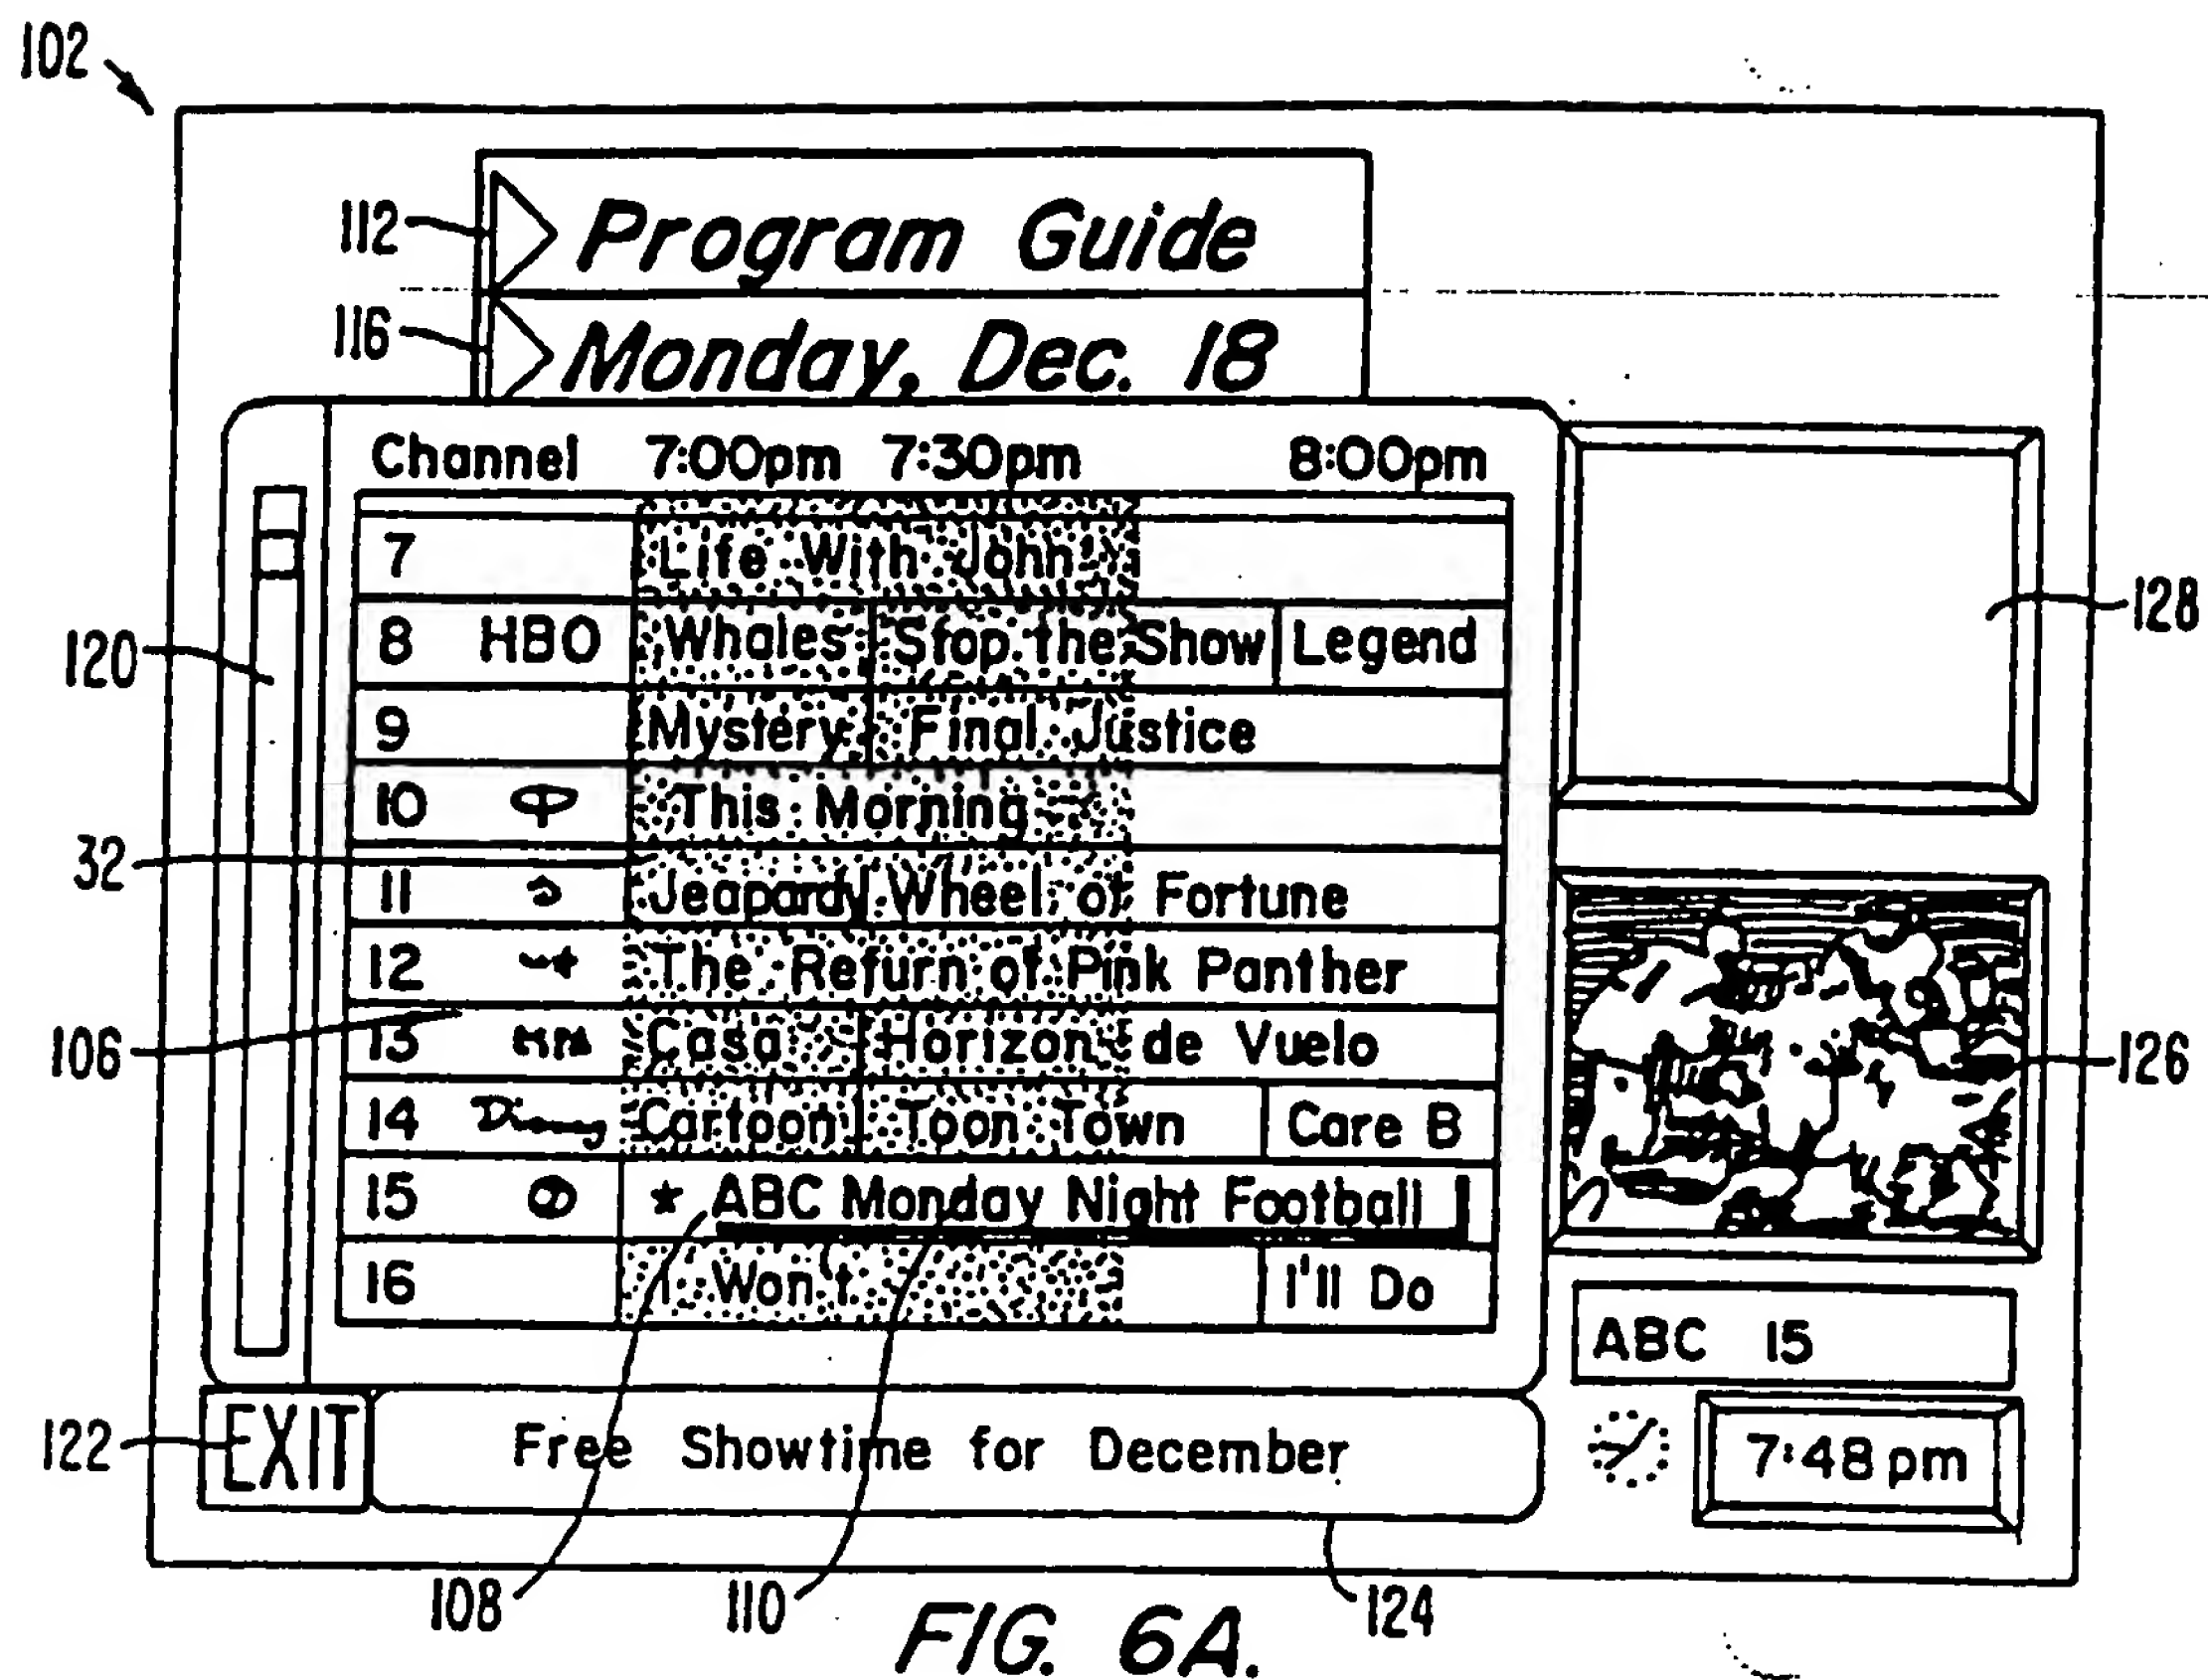 102
112 Program Guide
116 Monday, Dec. 18
Channel 7:00pm 7:30pm 8:00pm
7 Life With John
8 HBO Whales Stop the Show Legend
128
120
9 Mystery Final Justice
10 This Morning
32
11 Jeapardy Wheel of Fortune
12 The Return of Pink Panther
106
13 Casa Horizon de Vuelo
126
14 Disney Cartoon Toon Town Care B
15 ★ ABC Monday Night Football
16 I Won't I'll Do
ABC 15
122 EXIT Free Showtime for December 7:48 pm
108 110 124
FIG. 6A.